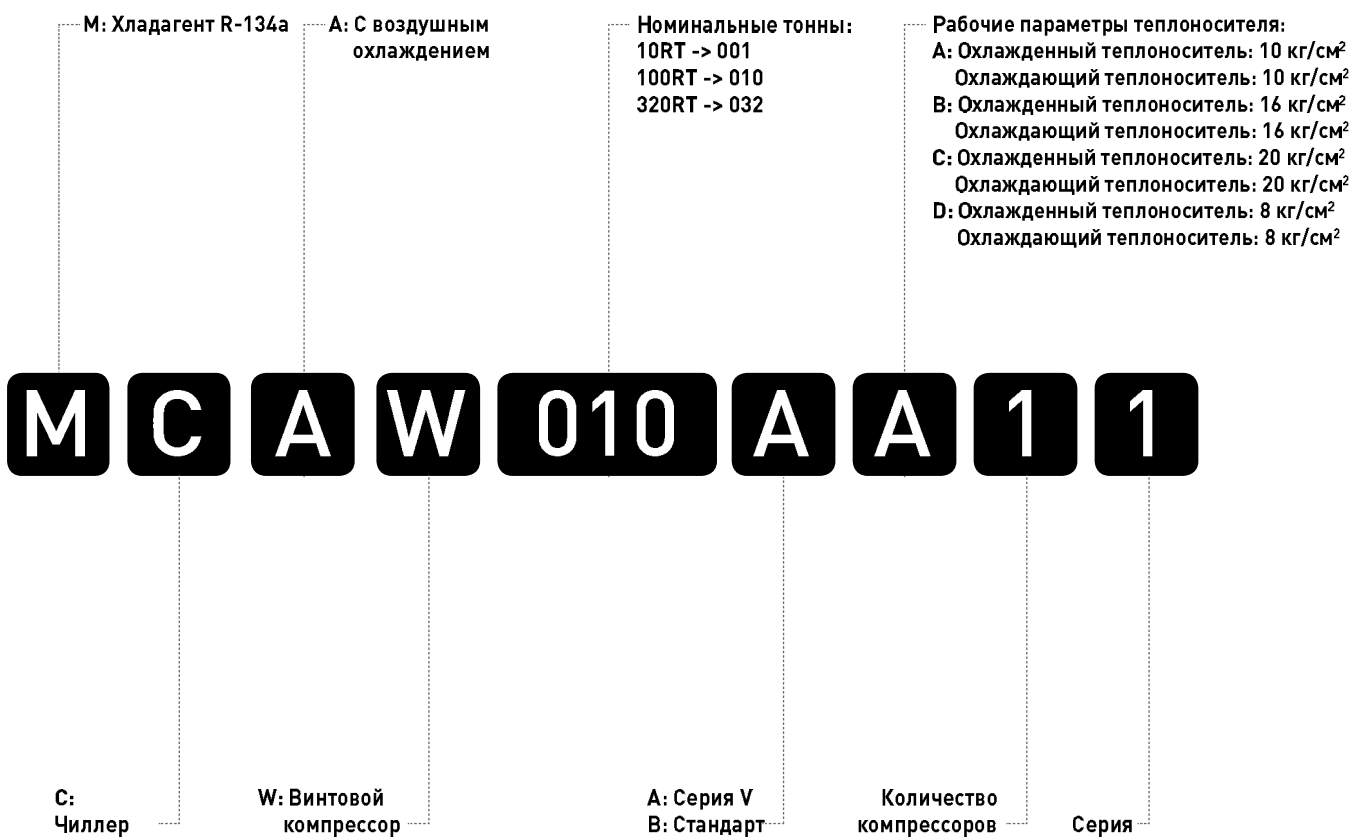 М: Хладагент R-134a
А: С воздушным
охлаждением
Номинальные тонны:
10RT -> 001
100RT -> 010
320RT -> 032
Рабочие параметры теплоносителя:
A: Охлажденный теплоноситель: 10 кг/см²
Охлаждающий теплоноситель: 10 кг/см²
B: Охлажденный теплоноситель: 16 кг/см²
Охлаждающий теплоноситель: 16 кг/см²
C: Охлажденный теплоноситель: 20 кг/см²
Охлаждающий теплоноситель: 20 кг/см²
D: Охлажденный теплоноситель: 8 кг/см²
Охлаждающий теплоноситель: 8 кг/см²
M C A W 010 A A 1 1
C:
Чиллер
W: Винтовой
компрессор
A: Серия V
B: Стандарт
Количество
компрессоров
Серия